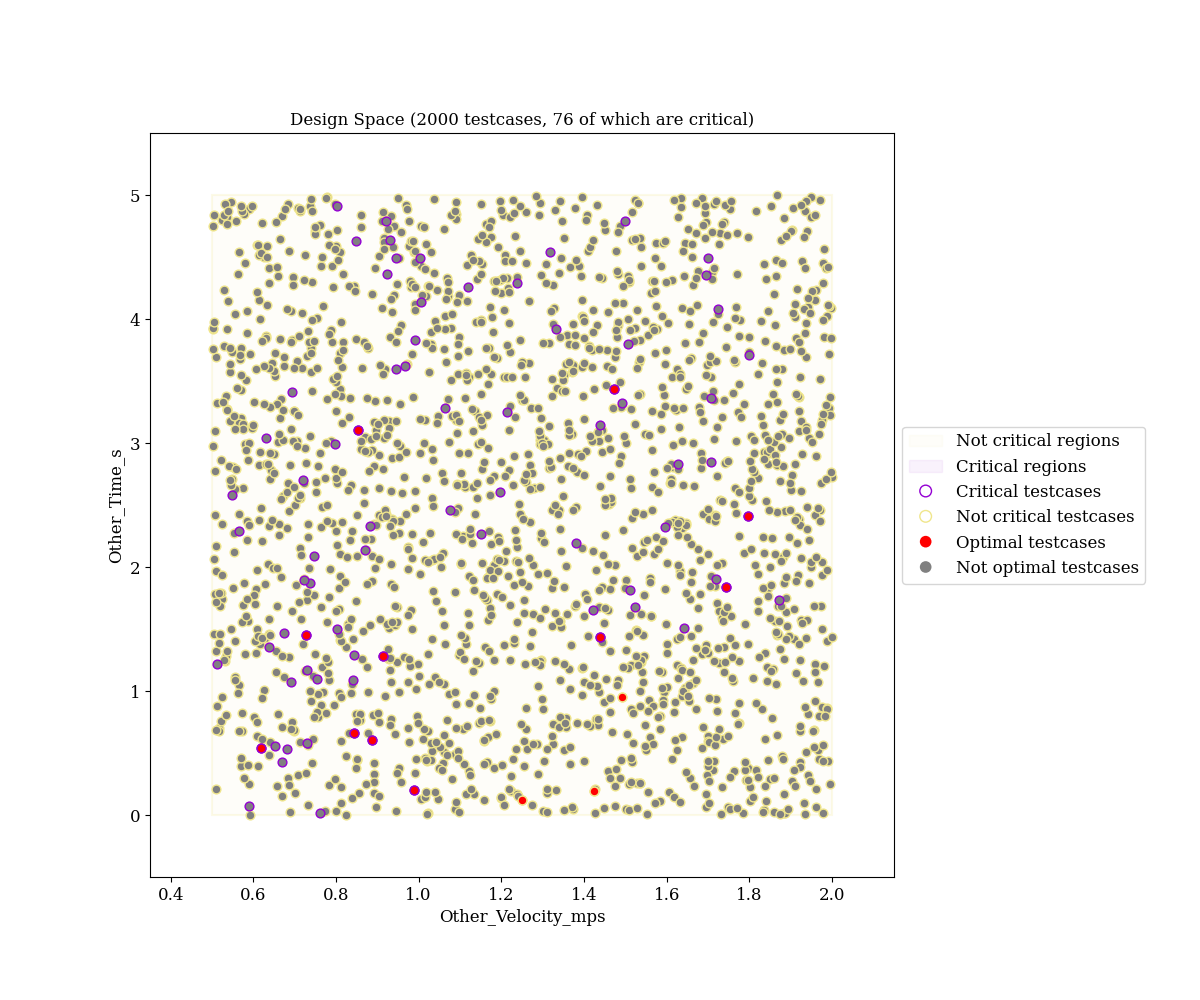 Design Space (2000 testcases, 76 of which are critical)
5
4
3
2
1
0
Other_Time_s
0.4
0.6
0.8
1.0
1.2
1.4
1.6
1.8
2.0
Other_Velocity_mps
Not critical regions
Critical regions
Critical testcases
Not critical testcases
Optimal testcases
Not optimal testcases